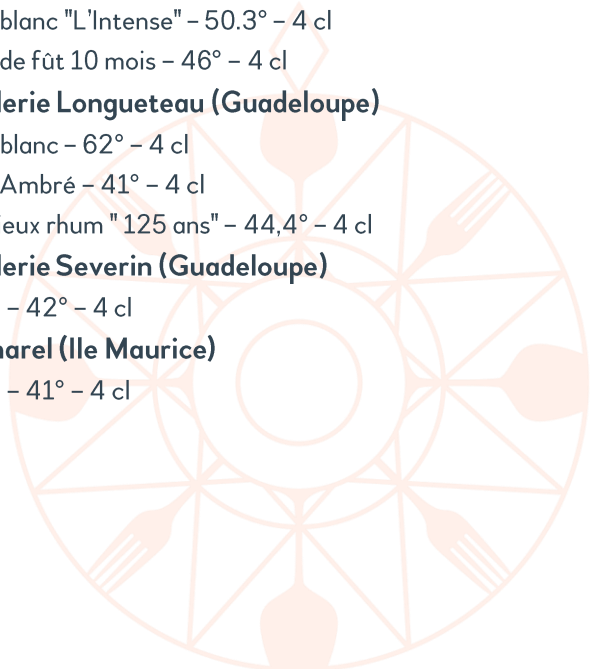 blanc "L'Intense" – 50.3° – 4 cl
de fût 10 mois – 46° – 4 cl
lerie Longueteau (Guadeloupe)
blanc – 62° – 4 cl
Ambré – 41° – 4 cl
ieux rhum " 125 ans" – 44,4° – 4 cl
lerie Severin (Guadeloupe)
– 42° – 4 cl
arel (Ile Maurice)
– 41° – 4 cl